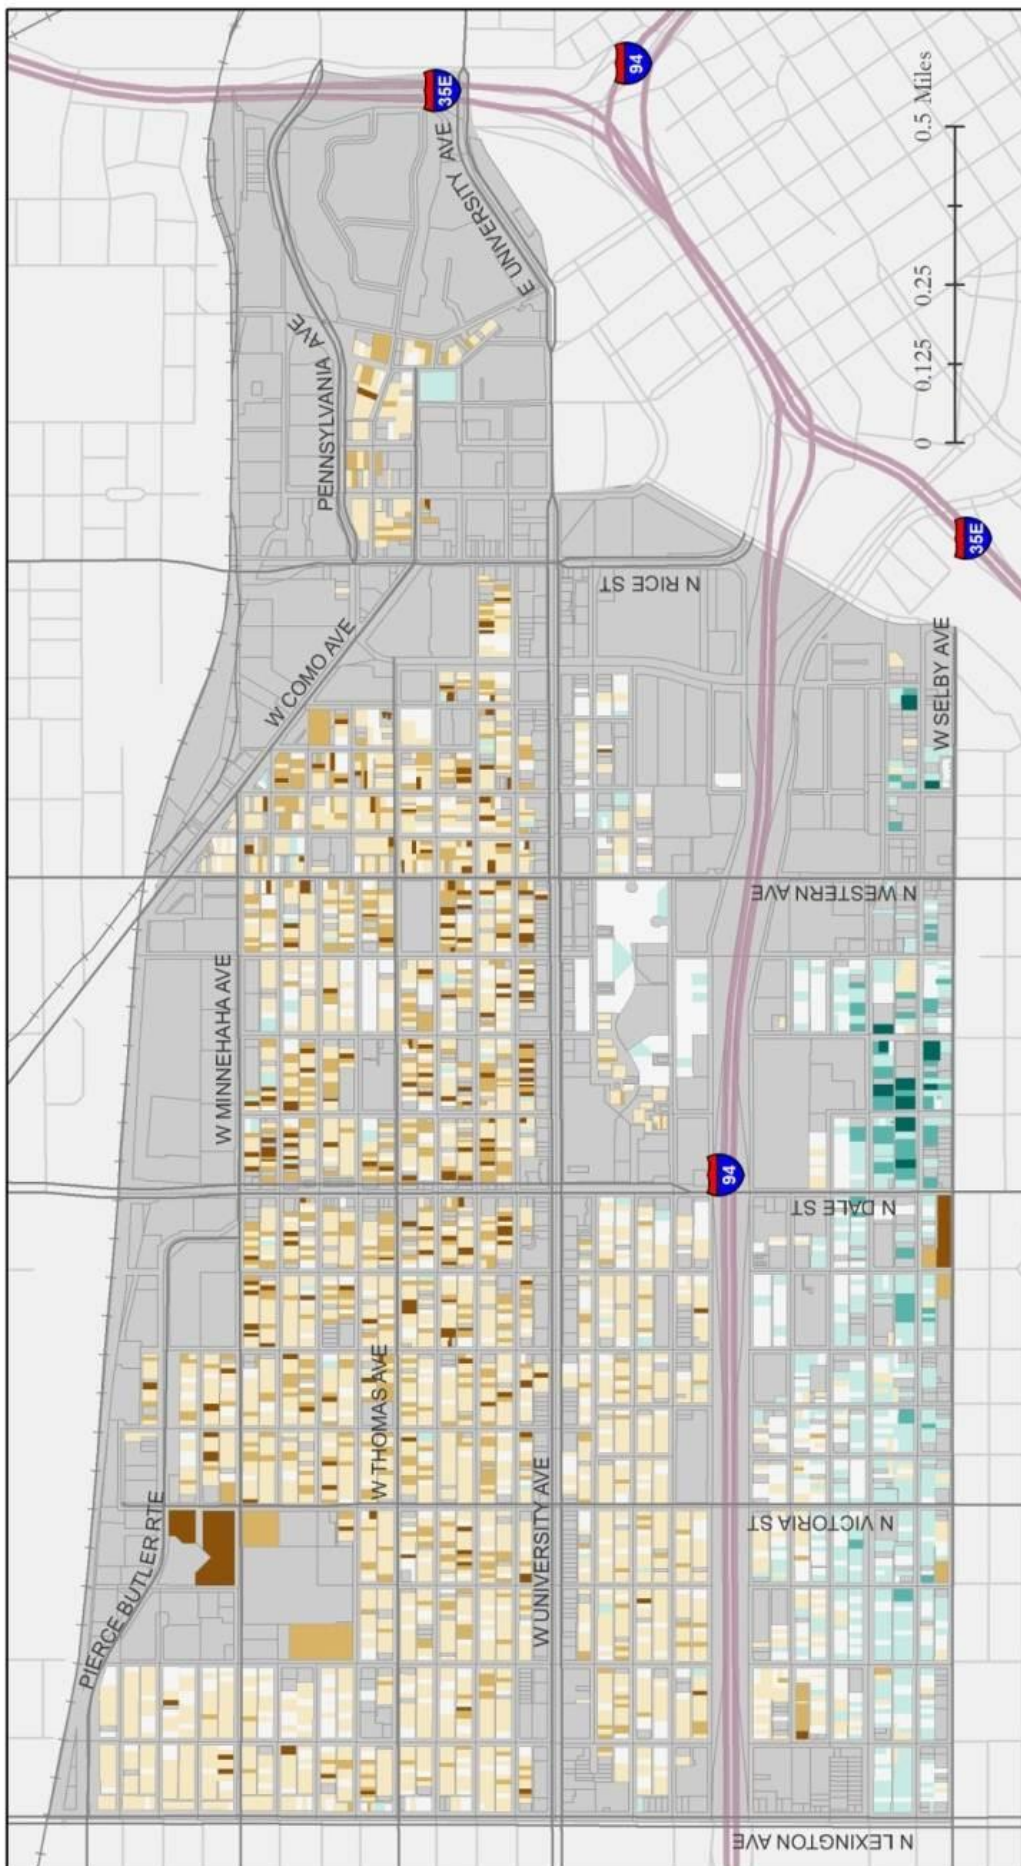 94
35E
E UNIVERSITY AVE
0.5 Miles
0.25
0.125
0
PENNSYLVANIA AVE
35E
N RICE ST
W COMO AVE
W SELBY AVE
N WESTERN AVE
W MINNEHAHA AVE
94
N DALE ST
W THOMAS AVE
W UNIVERSITY AVE
N VICTORIA ST
PIERCE BUTLER RTE
N LEXINGTON AVE